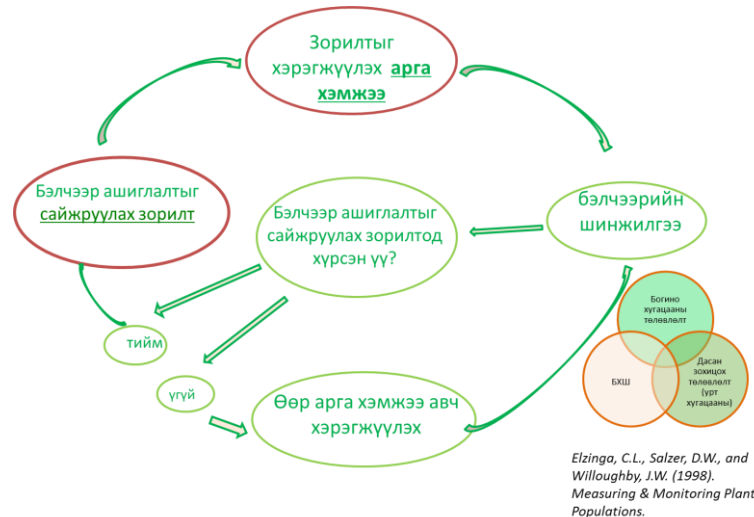 Зорилтыг
хэрэгжүүлэх арга
хэмжээ
Бэлчээр ашиглалтыг
сайжруулах зорилт
Бэлчээр ашиглалтыг
сайжруулах зорилтод
хүрсэн үү?
бэлчээрийн
шинжилгээ
тийм
үгүй
Өөр арга хэмжээ авч
хэрэгжүүлэх
Богино
хугацааны
төлөвлөлт
БХШ
Дасан
зохицох
төлөвлөлт
(урт
хугацааны)
Elzinga, C.L., Salzer, D.W., and
Willoughby, J.W. (1998).
Measuring & Monitoring Plant
Populations.